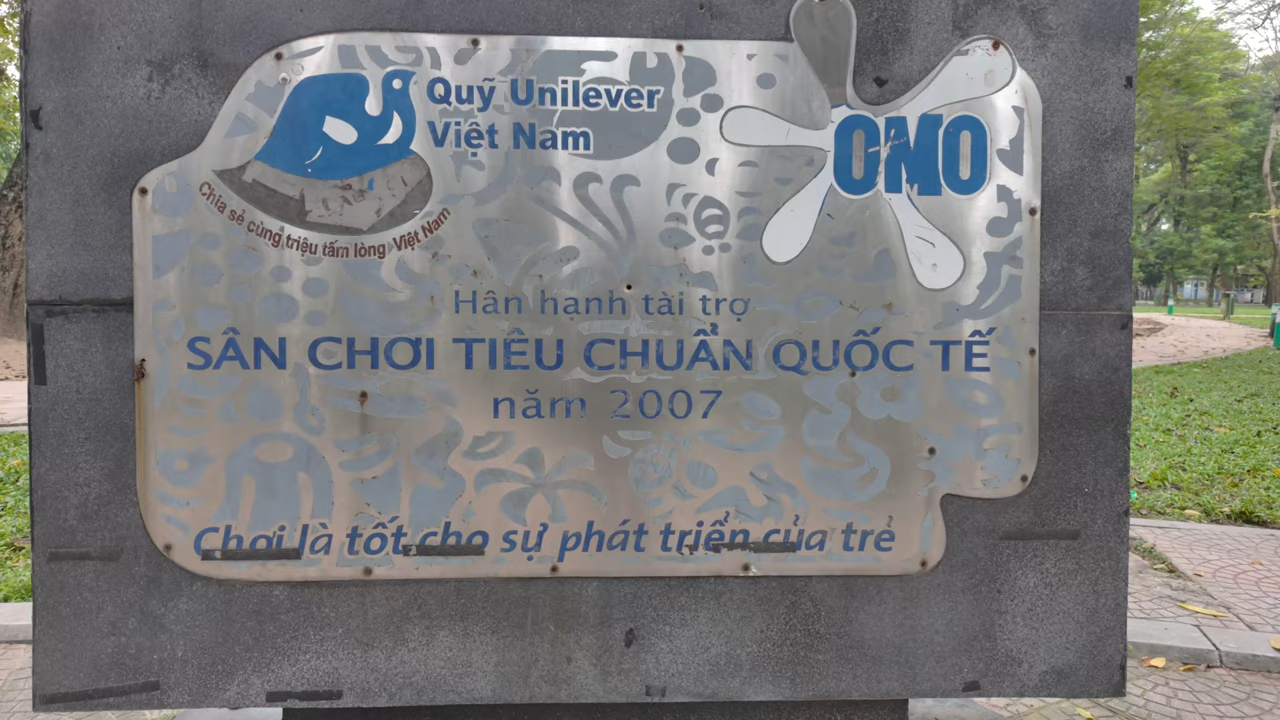 Quỹ Unilever
Việt Nam
OMO
Chia sẻ cùng triệu tấm lòng Việt Nam
Hân hạnh tài trợ
SÂN CHƠI TIÊU CHUẨN QUỐC TẾ
năm 2007
Chơi là tốt cho sự phát triển của trẻ